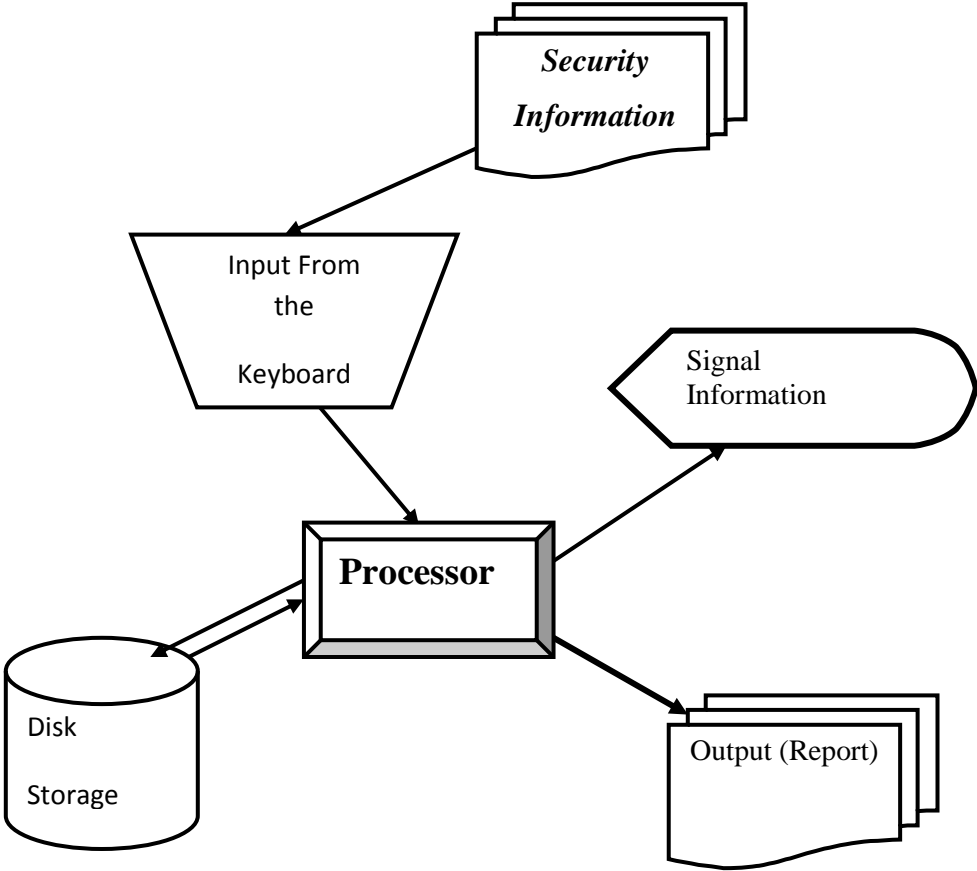 Security
Information
Input From
the
Keyboard
Signal
Information
Processor
Disk
Storage
Output (Report)